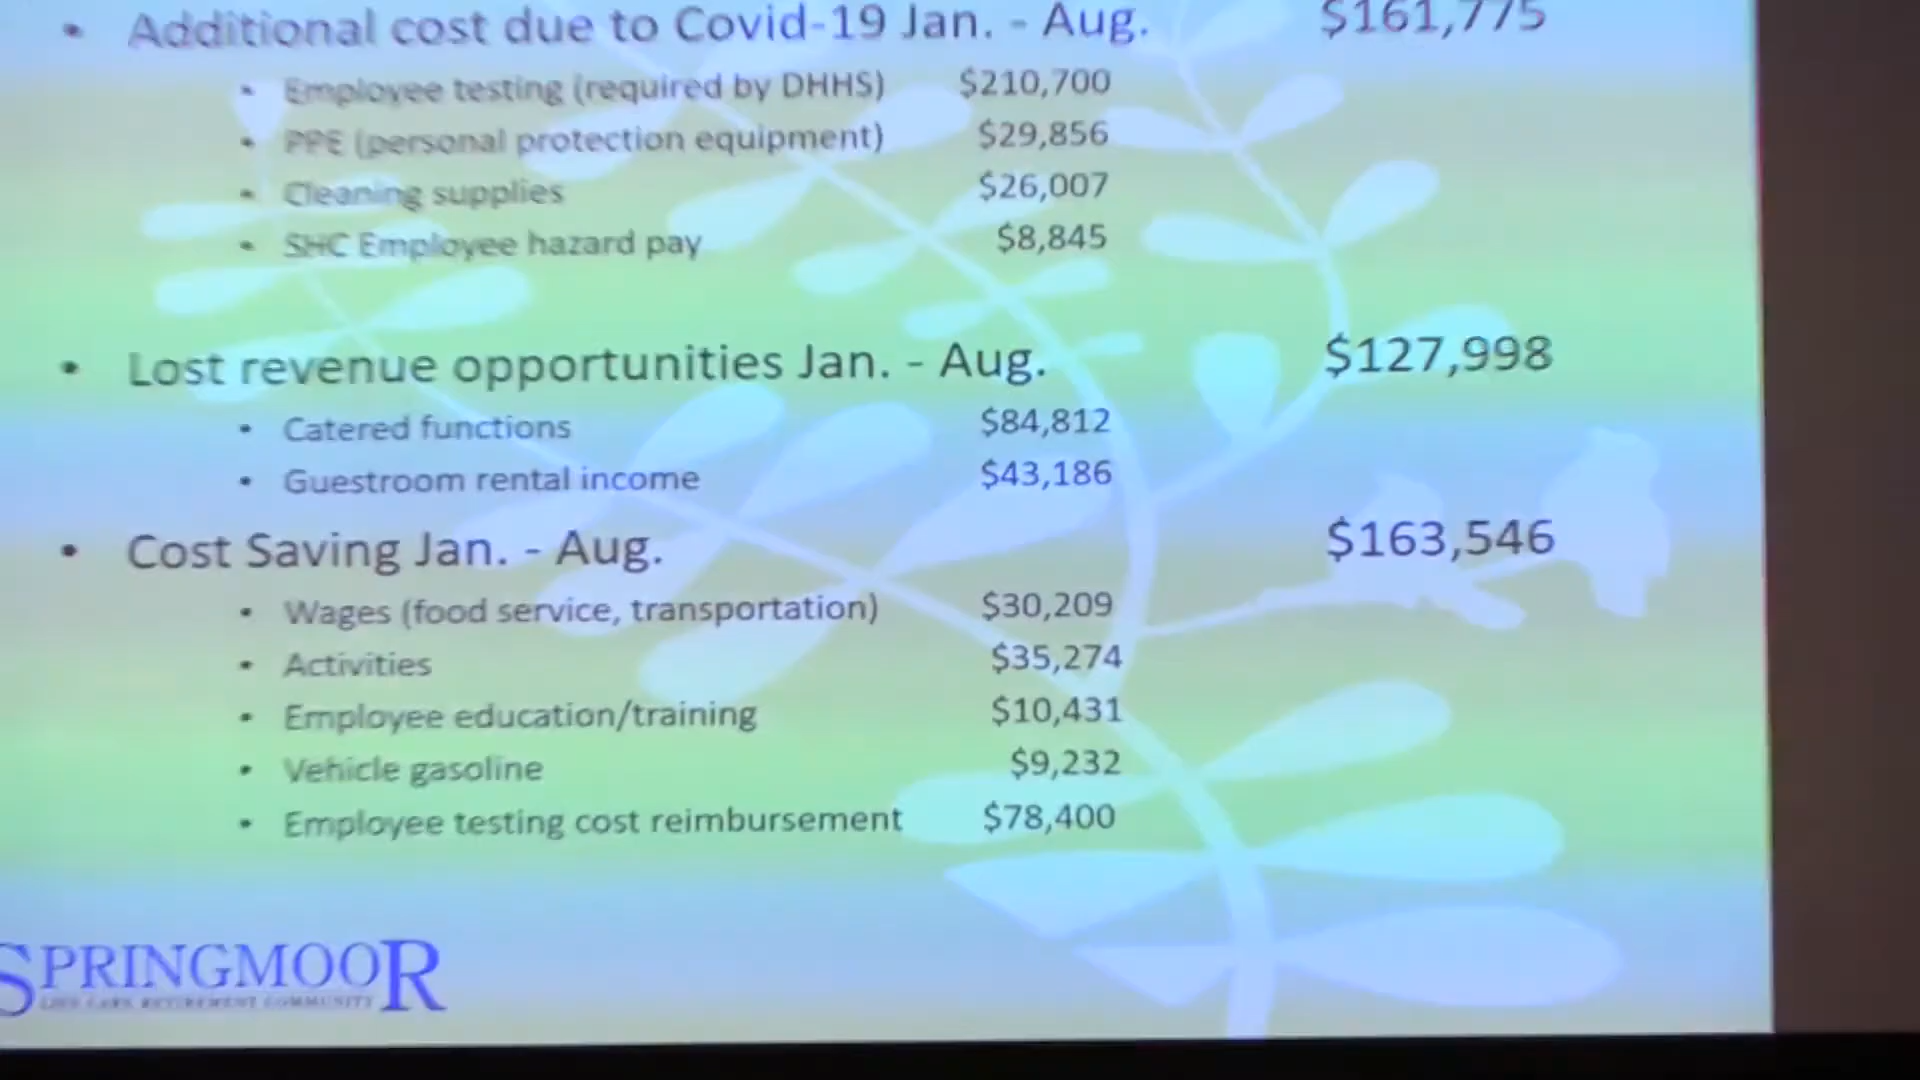 • Additional cost due to Covid-19 Jan. - Aug. $161,775
• Employee testing (required by DHHS) $210,700
• PPE (personal protection equipment) $29,856
• Cleaning supplies $26,007
• SHC Employee hazard pay $8,845
• Lost revenue opportunities Jan. - Aug. $127,998
• Catered functions $84,812
• Guestroom rental income $43,186
• Cost Saving Jan. - Aug. $163,546
• Wages (food service, transportation) $30,209
• Activities $35,274
• Employee education/training $10,431
• Vehicle gasoline $9,232
• Employee testing cost reimbursement $78,400
SPRINGMOOR
LIFE CARE RETIREMENT COMMUNITY